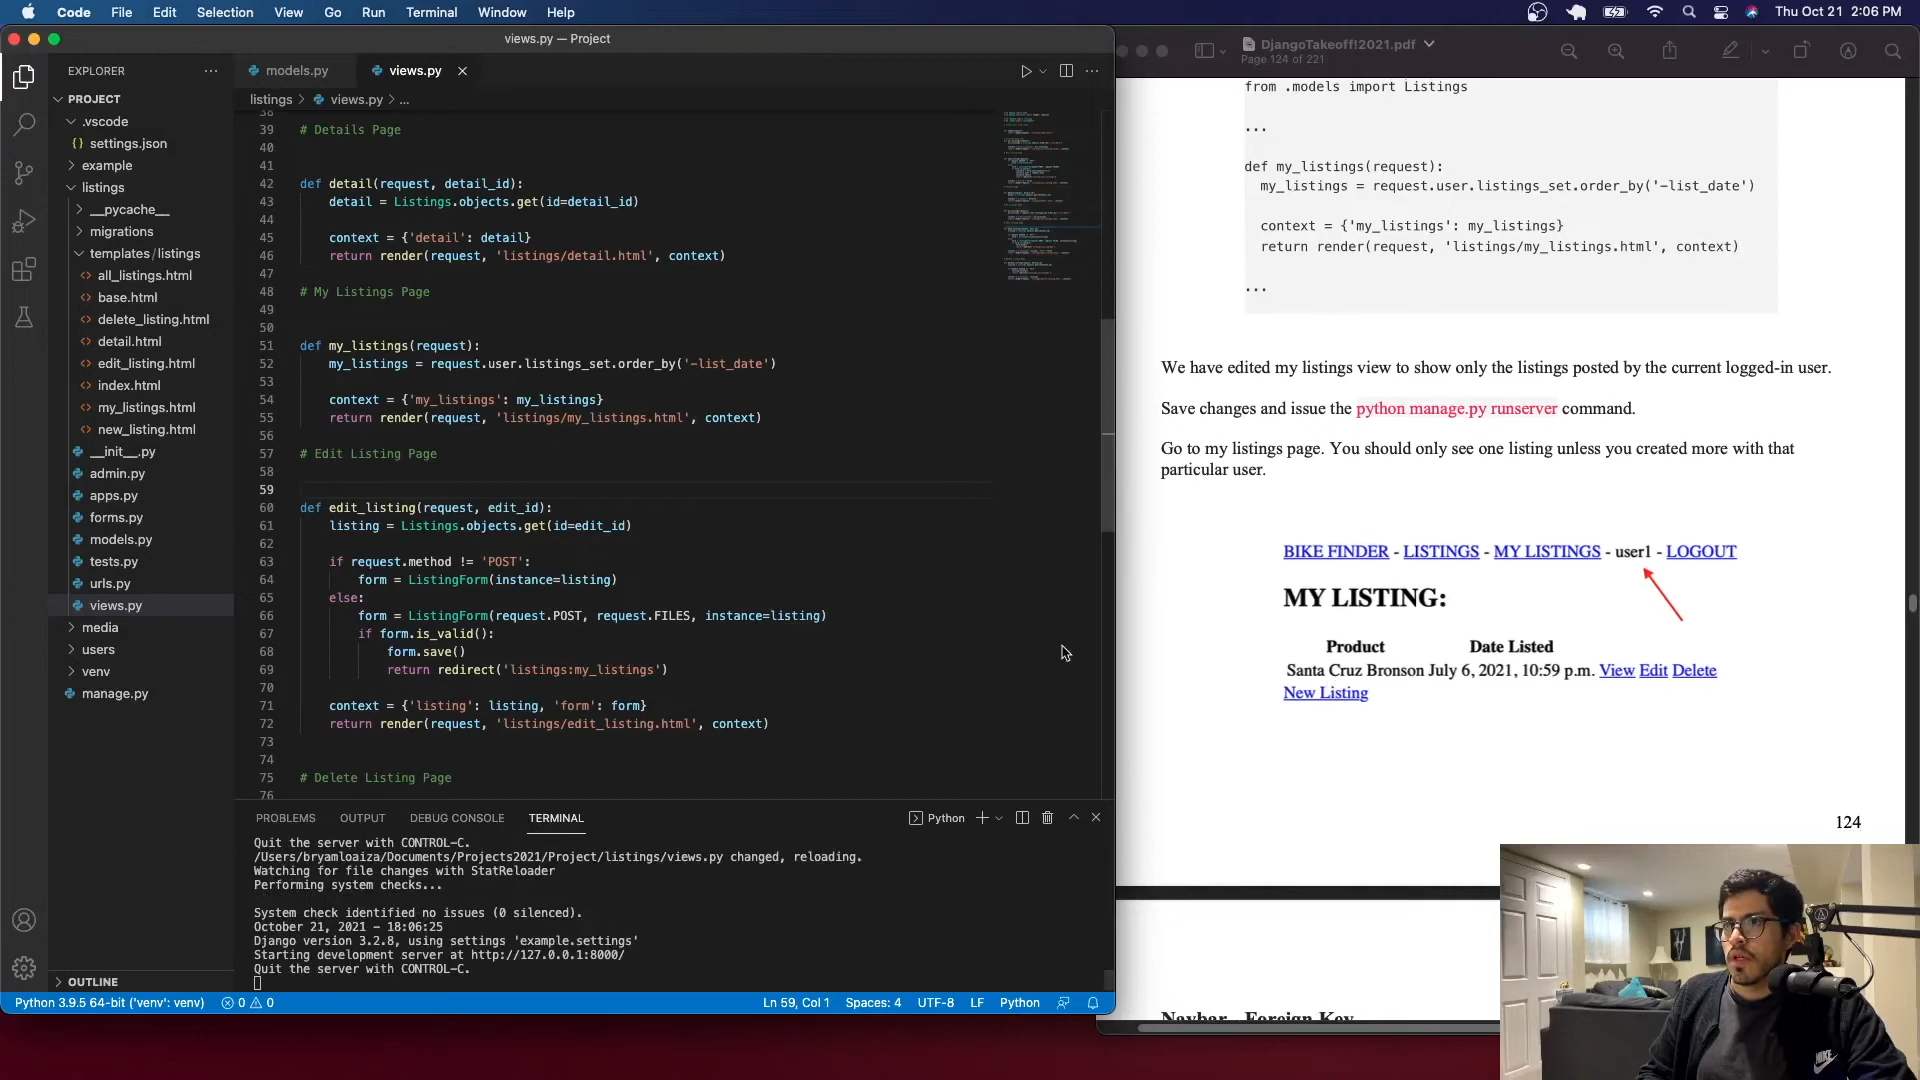 Code File Edit Selection View Go Run Terminal Window Help
Thu Oct 21 2:06 PM
views.py — Project
EXPLORER
PROJECT
.vscode
settings.json
example
listings
__pycache__
migrations
templates/listings
all_listings.html
base.html
delete_listing.html
detail.html
edit_listing.html
index.html
my_listings.html
new_listing.html
__init__.py
admin.py
apps.py
forms.py
models.py
tests.py
urls.py
views.py
media
users
venv
manage.py
OUTLINE
models.py
views.py
listings > views.py > ...
38
39 # Details Page
40
41
42 def detail(request, detail_id):
43 detail = Listings.objects.get(id=detail_id)
44
45 context = {'detail': detail}
46 return render(request, 'listings/detail.html', context)
47
48 # My Listings Page
49
50
51 def my_listings(request):
52 my_listings = request.user.listings_set.order_by('-list_date')
53
54 context = {'my_listings': my_listings}
55 return render(request, 'listings/my_listings.html', context)
56
57 # Edit Listing Page
58
59
60 def edit_listing(request, edit_id):
61 listing = Listings.objects.get(id=edit_id)
62
63 if request.method != 'POST':
64 form = ListingForm(instance=listing)
65 else:
66 form = ListingForm(request.POST, request.FILES, instance=listing)
67 if form.is_valid():
68 form.save()
69 return redirect('listings:my_listings')
70
71 context = {'listing': listing, 'form': form}
72 return render(request, 'listings/edit_listing.html', context)
73
74
75 # Delete Listing Page
76
PROBLEMS OUTPUT DEBUG CONSOLE TERMINAL
Python
Quit the server with CONTROL-C.
/Users/bryamloaiza/Documents/Projects2021/Project/listings/views.py changed, reloading.
Watching for file changes with StatReloader
Performing system checks...
System check identified no issues (0 silenced).
October 21, 2021 - 18:06:25
Django version 3.2.8, using settings 'example.settings'
Starting development server at http://127.0.0.1:8000/
Quit the server with CONTROL-C.
Python 3.9.5 64-bit ('venv': venv) 0 0
Ln 59, Col 1 Spaces: 4 UTF-8 LF Python
DjangoTakeoff!2021.pdf
Page 124 of 221
from .models import Listings
...
def my_listings(request):
my_listings = request.user.listings_set.order_by('-list_date')
context = {'my_listings': my_listings}
return render(request, 'listings/my_listings.html', context)
...
We have edited my listings view to show only the listings posted by the current logged-in user.
Save changes and issue the python manage.py runserver command.
Go to my listings page. You should only see one listing unless you created more with that
particular user.
BIKE FINDER - LISTINGS - MY LISTINGS - user1 - LOGOUT
MY LISTING:
Product Date Listed
Santa Cruz Bronson July 6, 2021, 10:59 p.m. View Edit Delete
New Listing
124
Navbar - Foreign Key
NIKE